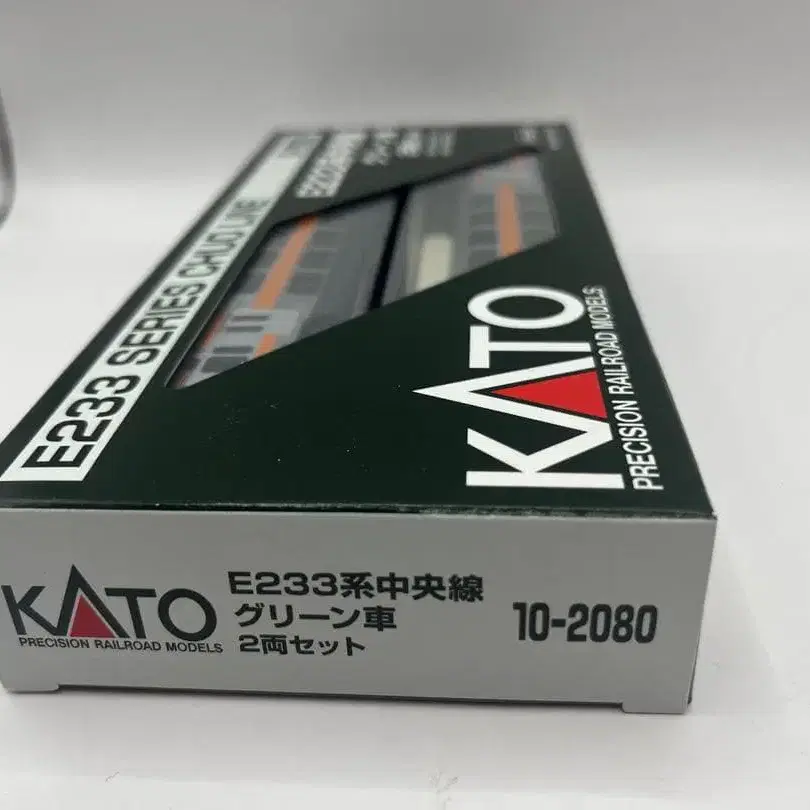 E233 SERIES CHUO LINE
KATO
PRECISION RAILROAD MODELS
KATO
PRECISION RAILROAD MODELS
E233系中央線
グリーン車
2両セット
10-2080